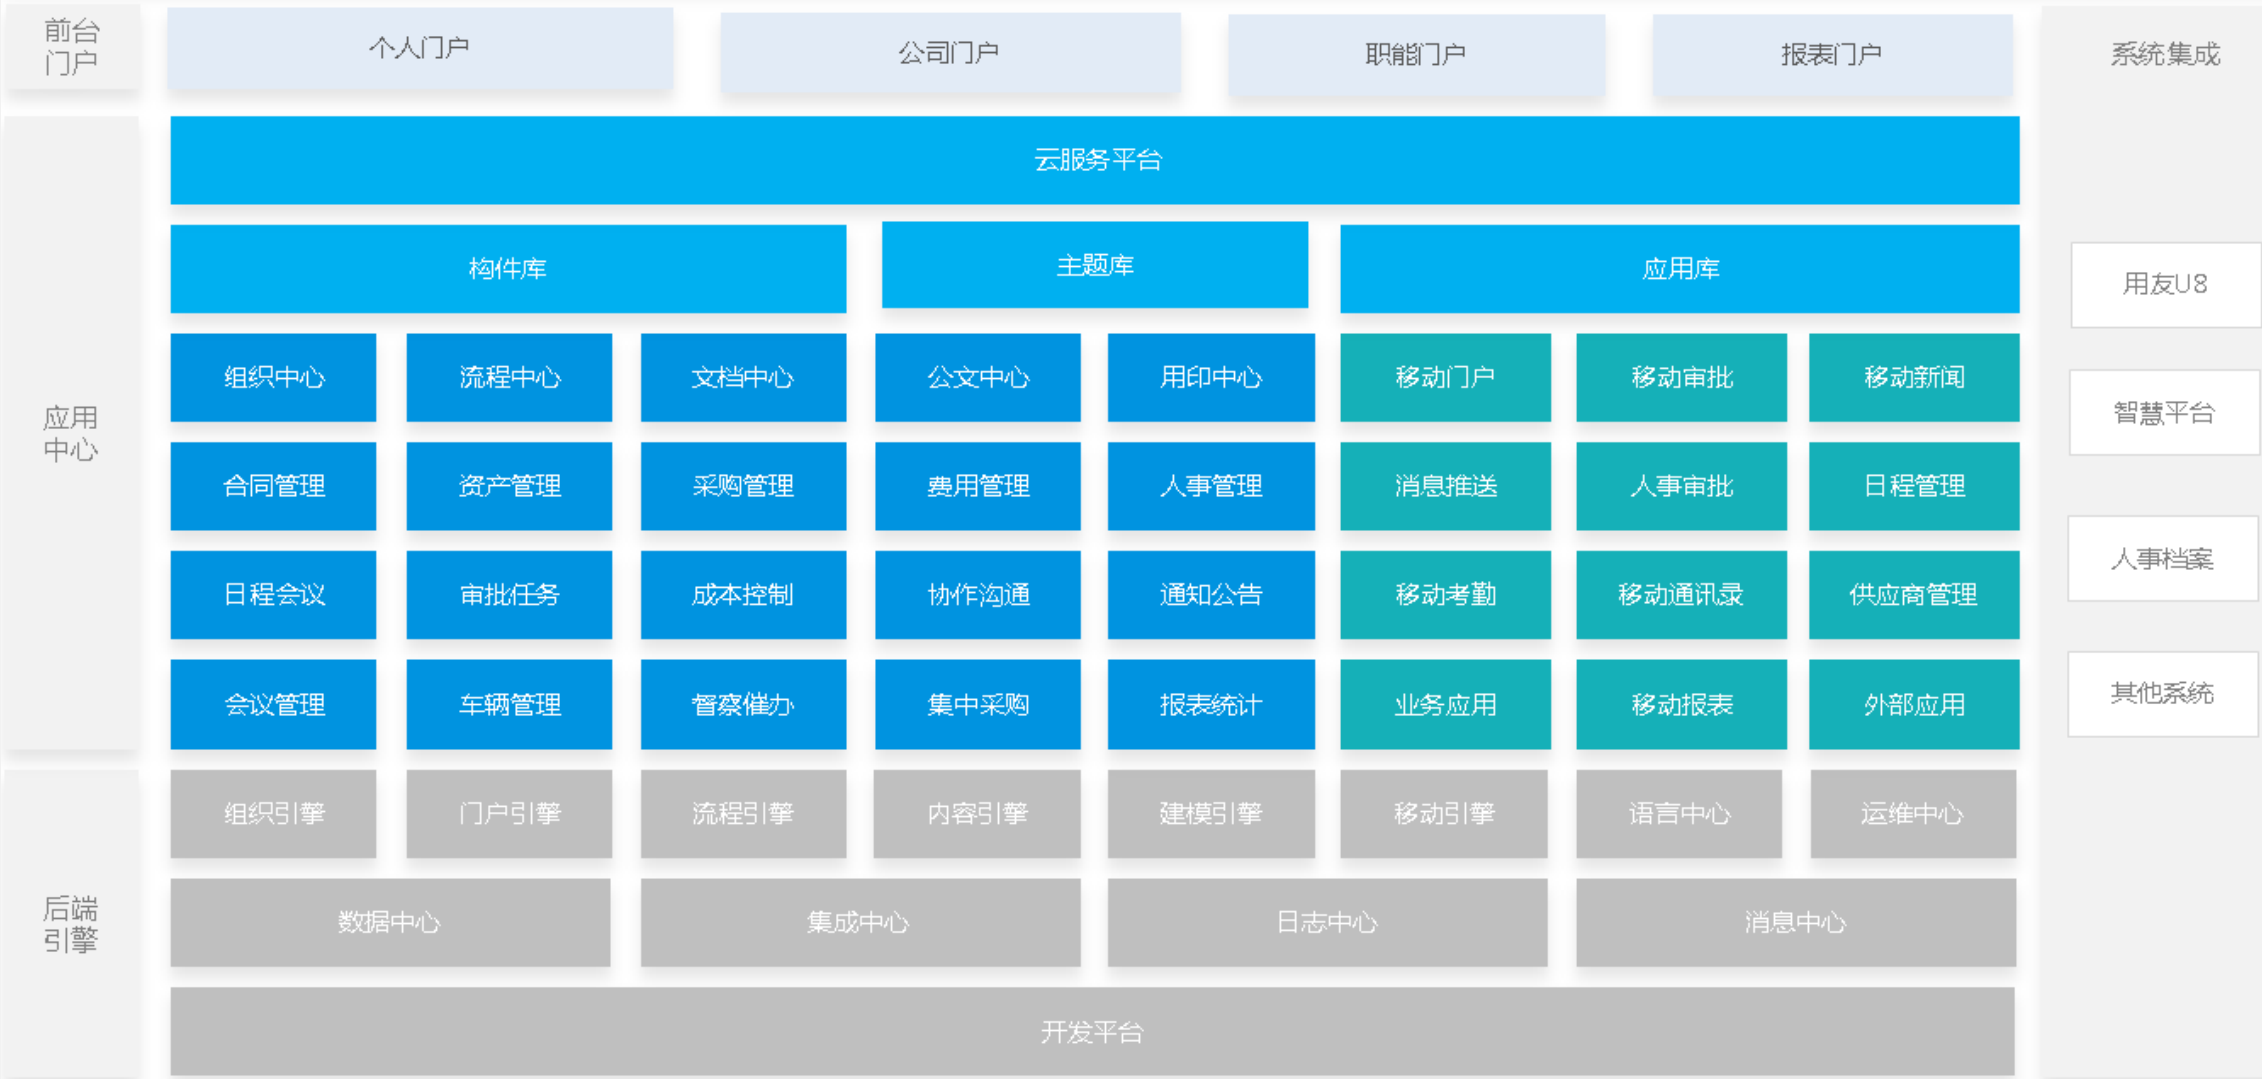 前台
门户
个人门户
公司门户
职能门户
报表门户
系统集成
云服务平台
构件库
主题库
应用库
用友U8
组织中心
流程中心
文档中心
公文中心
用印中心
移动门户
移动审批
移动新闻
智慧平台
应用
中心
合同管理
资产管理
采购管理
费用管理
人事管理
消息推送
人事审批
日程管理
人事档案
日程会议
审批任务
成本控制
协作沟通
通知公告
移动考勤
移动通讯录
供应商管理
其他系统
会议管理
车辆管理
督察催办
集中采购
报表统计
业务应用
移动报表
外部应用
组织引擎
门户引擎
流程引擎
内容引擎
建模引擎
移动引擎
语言中心
运维中心
后端
引擎
数据中心
集成中心
日志中心
消息中心
开发平台